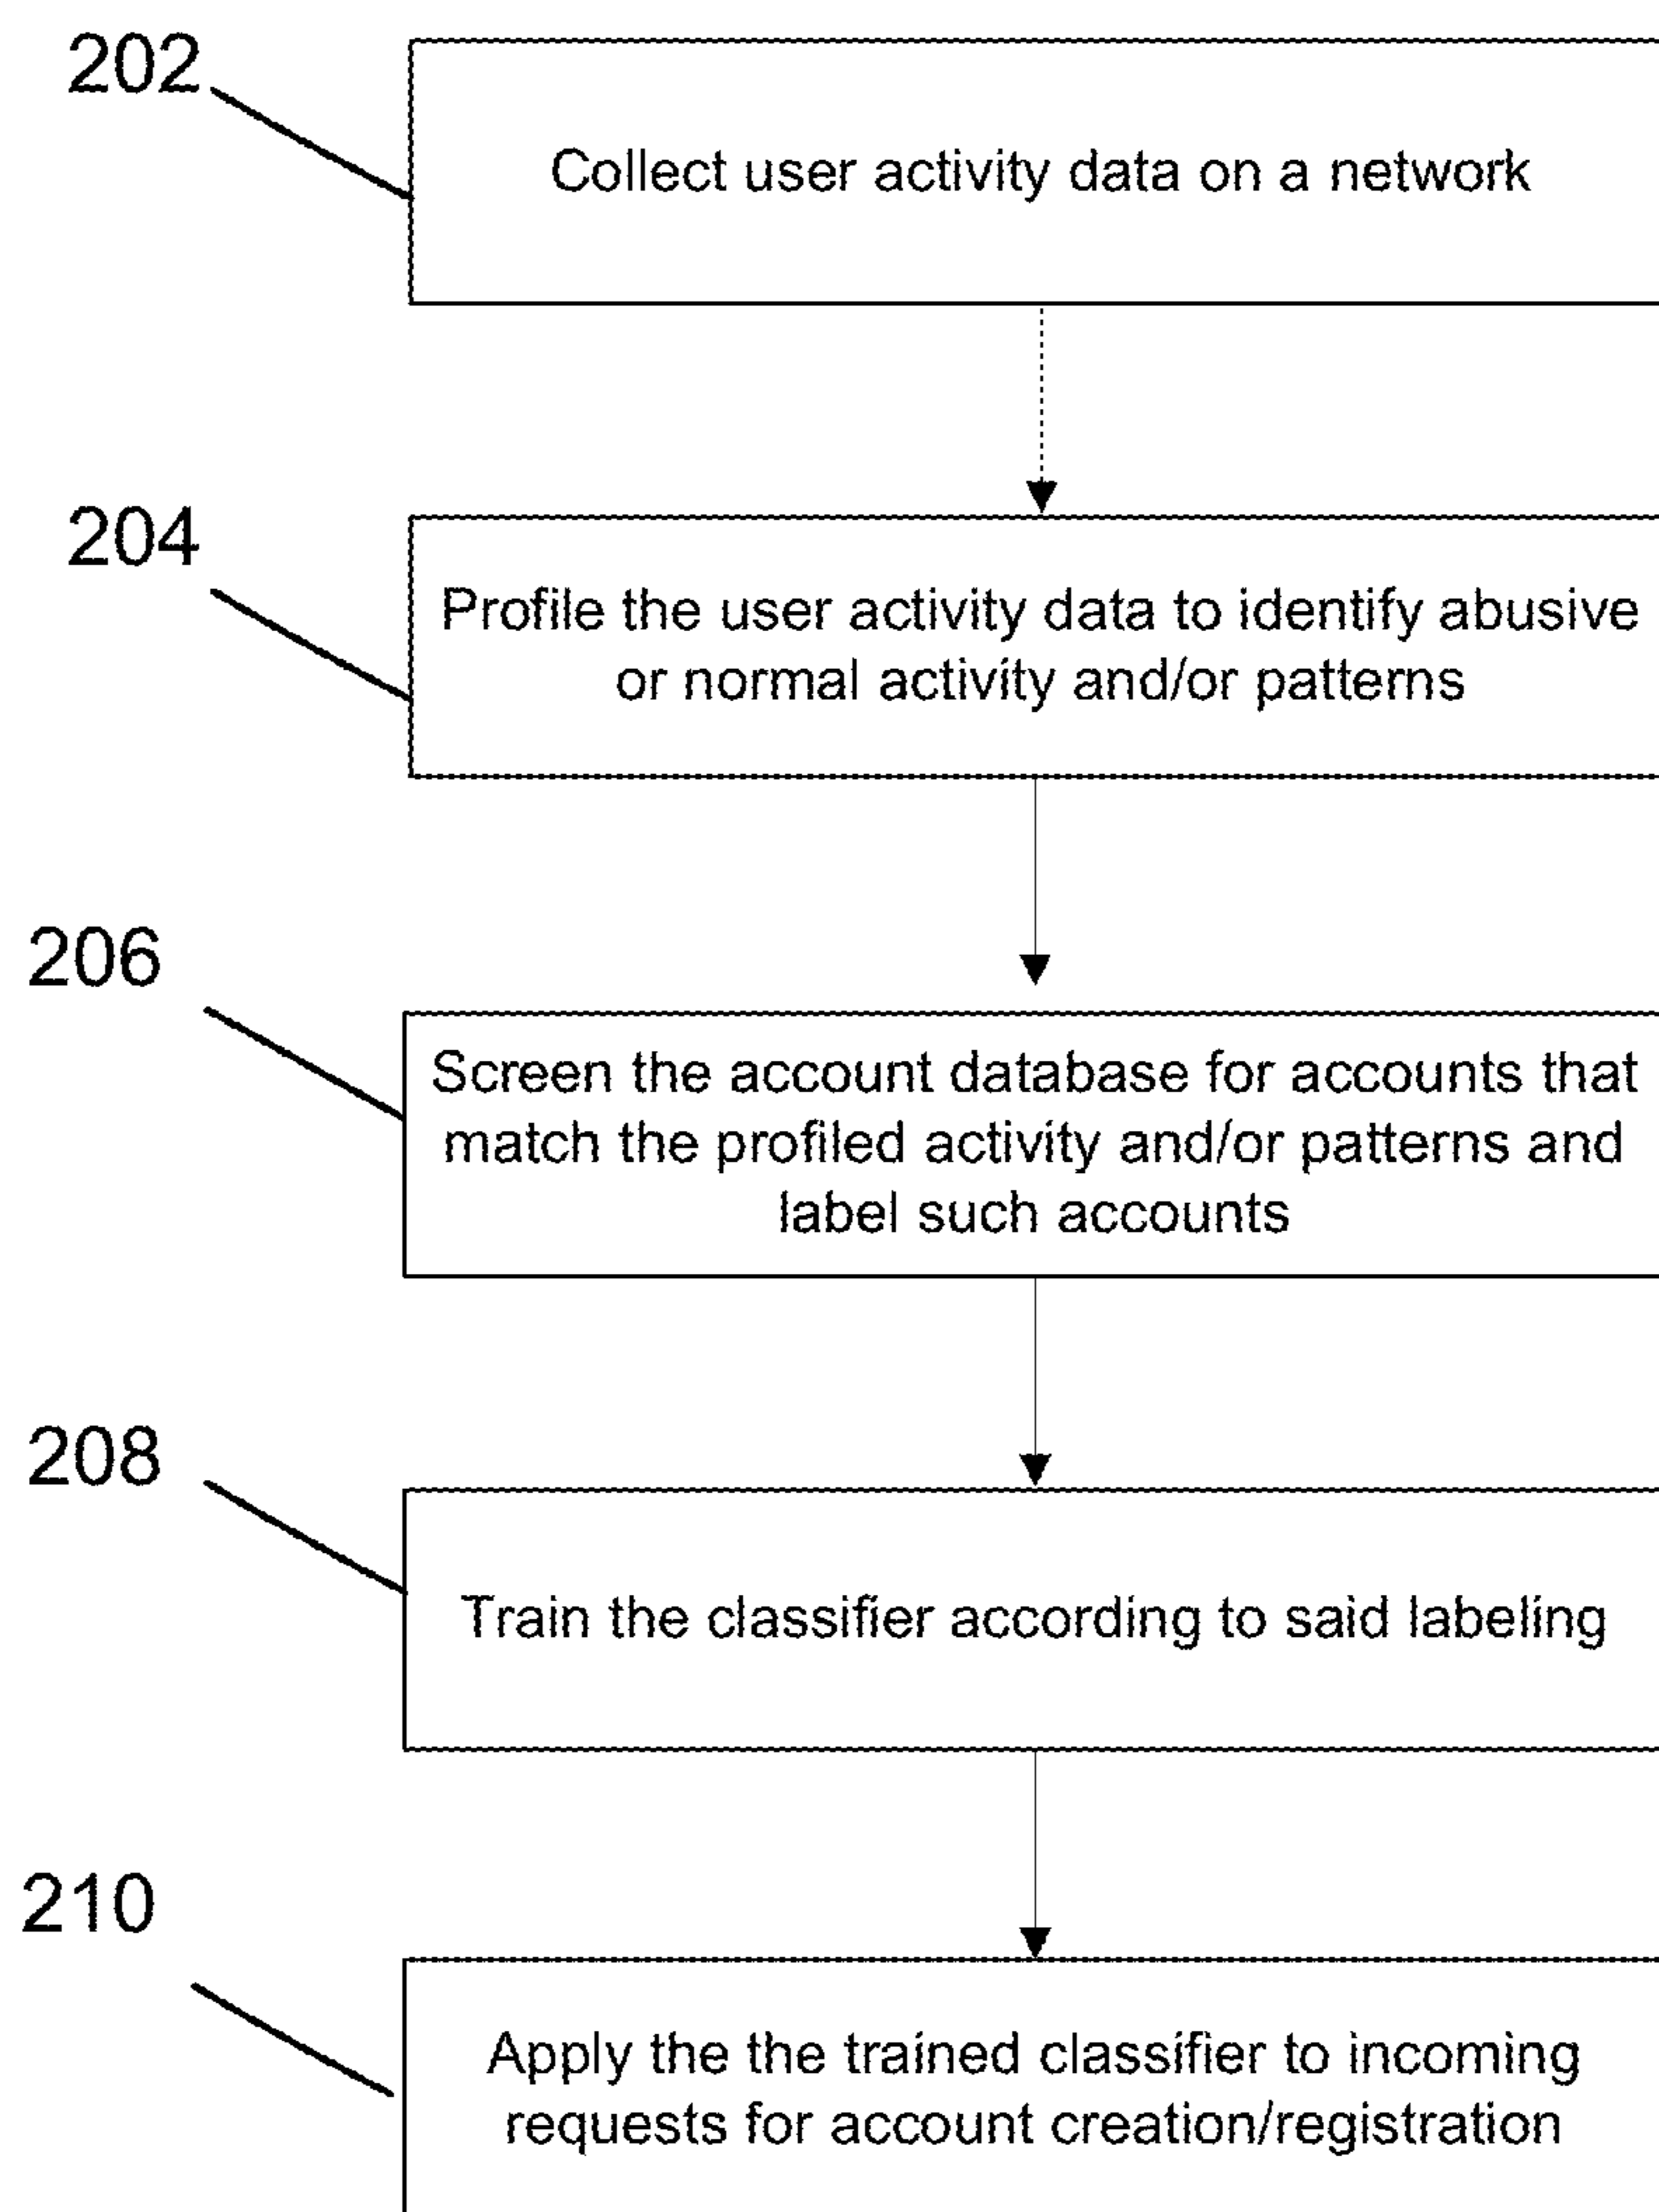 202
Collect user activity data on a network
204
Profile the user activity data to identify abusive
or normal activity and/or patterns
206
Screen the account database for accounts that
match the profiled activity and/or patterns and
label such accounts
208
Train the classifier according to said labeling
210
Apply the the trained classifier to incoming
requests for account creation/registration